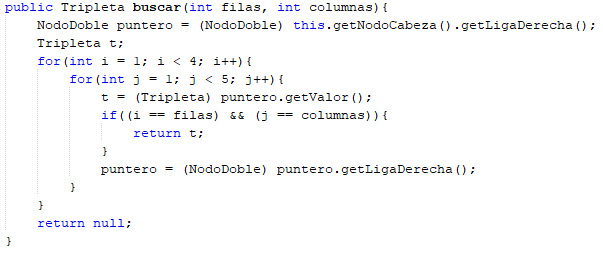 public Tripleta buscar(int filas, int columnas){
    NodoDoble puntero = (NodoDoble) this.getNodoCabeza().getLigaDerecha();
    Tripleta t;
    for(int i = 1; i < 4; i++){
        for(int j = 1; j < 5; j++){
            t = (Tripleta) puntero.getValor();
            if((i == filas) && (j == columnas)){
                return t;
            }
            puntero = (NodoDoble) puntero.getLigaDerecha();
        }
    }
    return null;
}